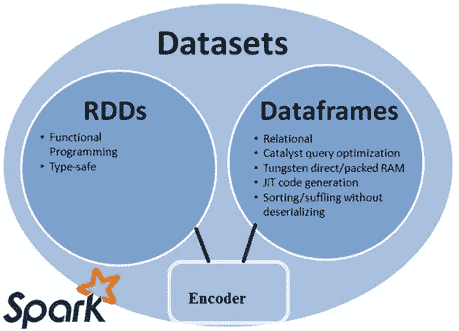 Datasets
RDDs
• Functional
Programming
• Type-safe
Dataframes
• Relational
• Catalyst query optimization
• Tungsten direct/packed RAM
• JIT code generation
• Sorting/suffling without
deserializing
Encoder
Spark